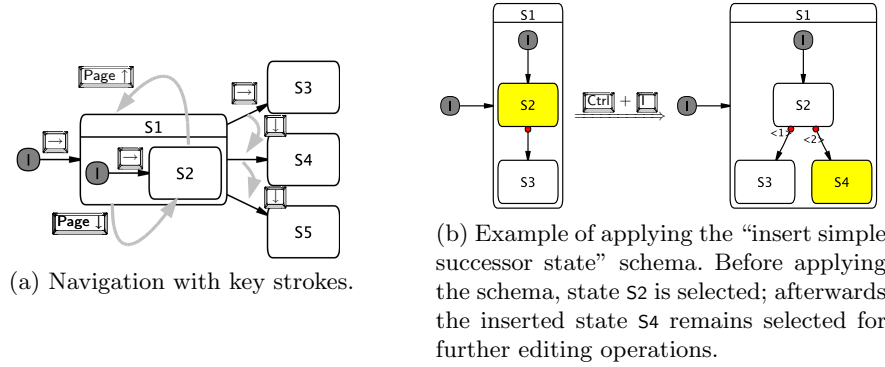 Page ↑
→
S3
→
S1
↓
I
I
→
S2
S4
↓
Page ↓
S5
(a) Navigation with key strokes.
S1
I
I
S2
S3
Ctrl + I
S1
I
I
S2
<1>
<2>
S3
S4
(b) Example of applying the “insert simple
successor state” schema. Before applying
the schema, state S2 is selected; afterwards
the inserted state S4 remains selected for
further editing operations.